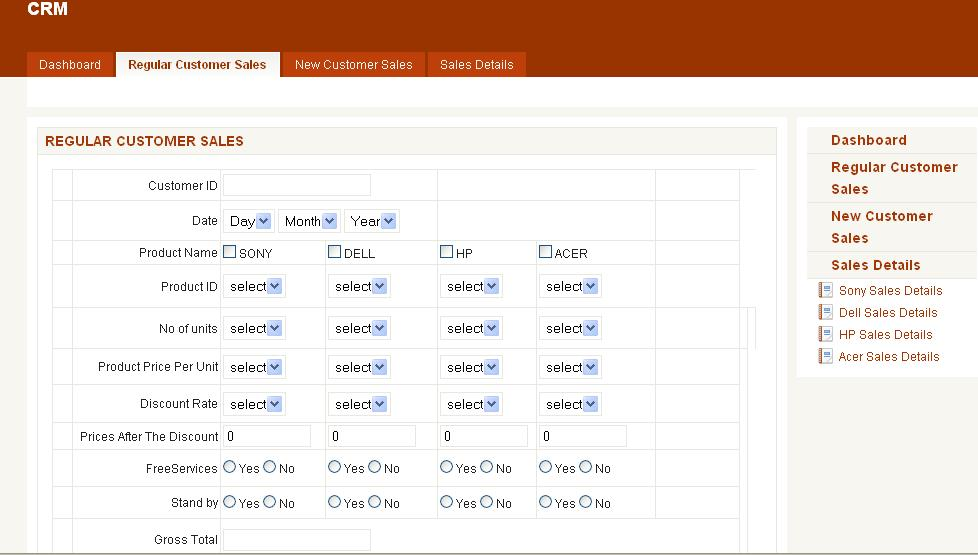 CRM
Dashboard Regular Customer Sales New Customer Sales Sales Details
REGULAR CUSTOMER SALES
Customer ID
Date Day Month Year
Product Name SONY DELL HP ACER
Product ID select select select select
No of units select select select select
Product Price Per Unit select select select select
Discount Rate select select select select
Prices After The Discount 0 0 0 0
FreeServices Yes No Yes No Yes No Yes No
Stand by Yes No Yes No Yes No Yes No
Gross Total
Dashboard
Regular Customer
Sales
New Customer
Sales
Sales Details
Sony Sales Details
Dell Sales Details
HP Sales Details
Acer Sales Details